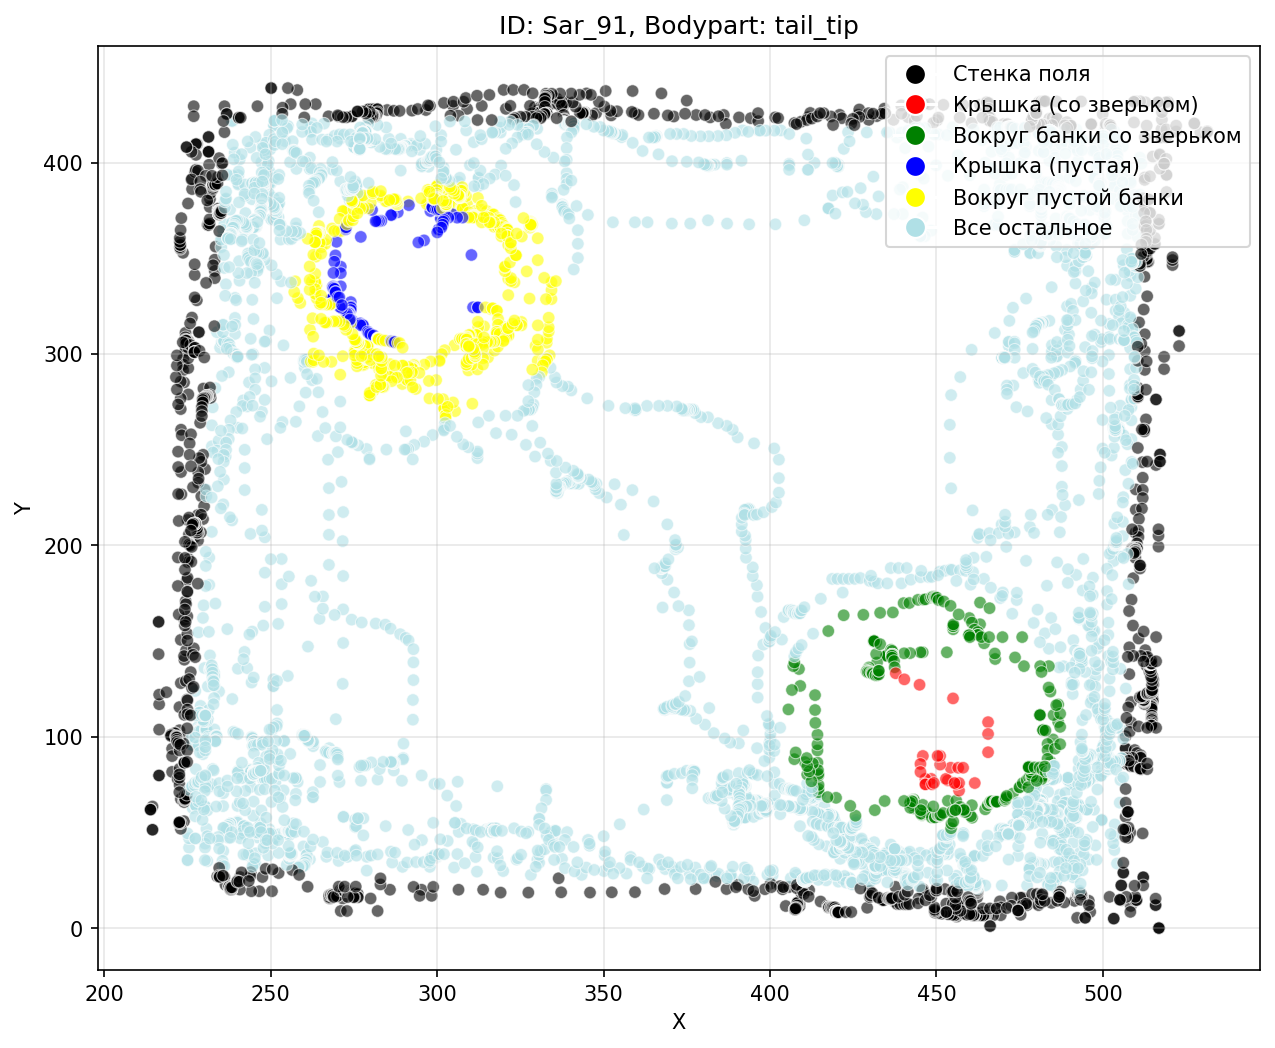 ID: Sar_91, Bodypart: tail_tip
Стенка поля
Крышка (со зверьком)
Вокруг банки со зверьком
Крышка (пустая)
Вокруг пустой банки
Все остальное
400
300
200
100
0
Y
200 250 300 350 400 450 500
X